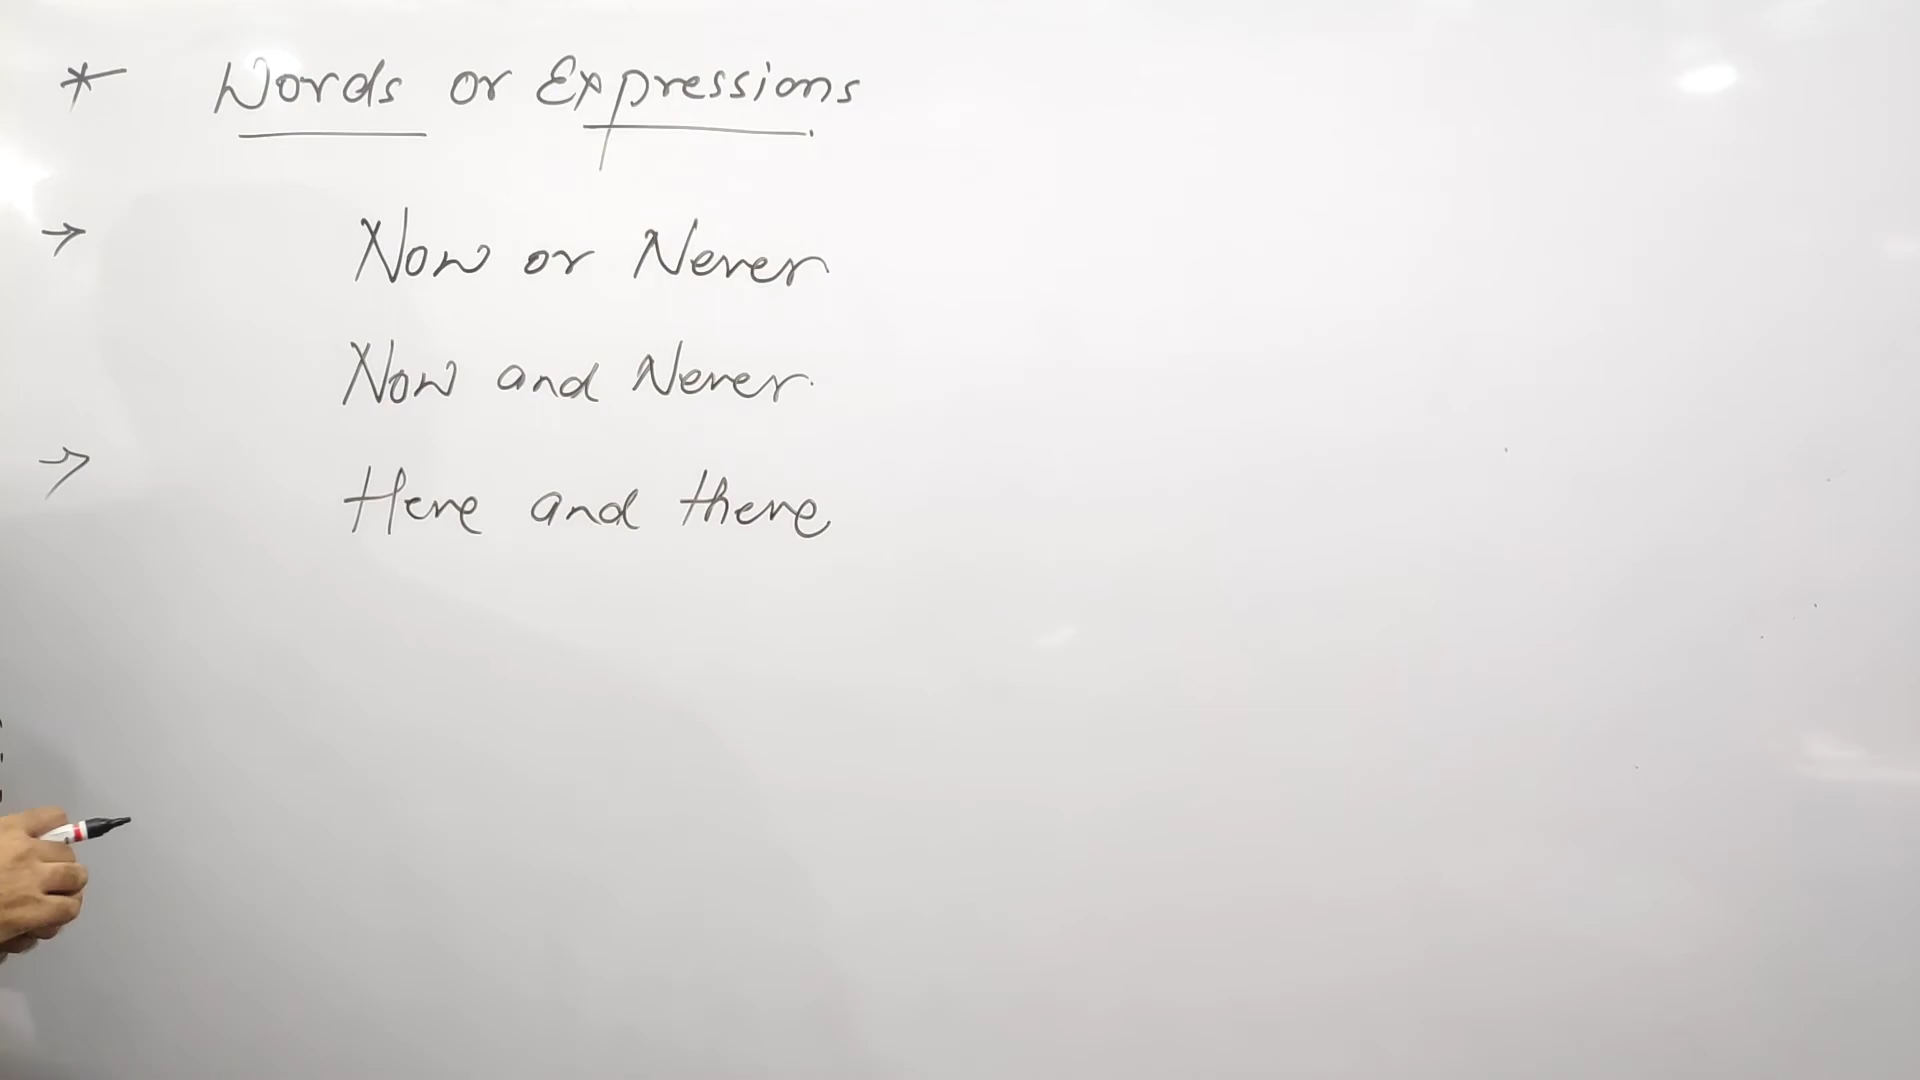 * Words or Expressions
→ Now or Never
Now and Never.
→ Here and there